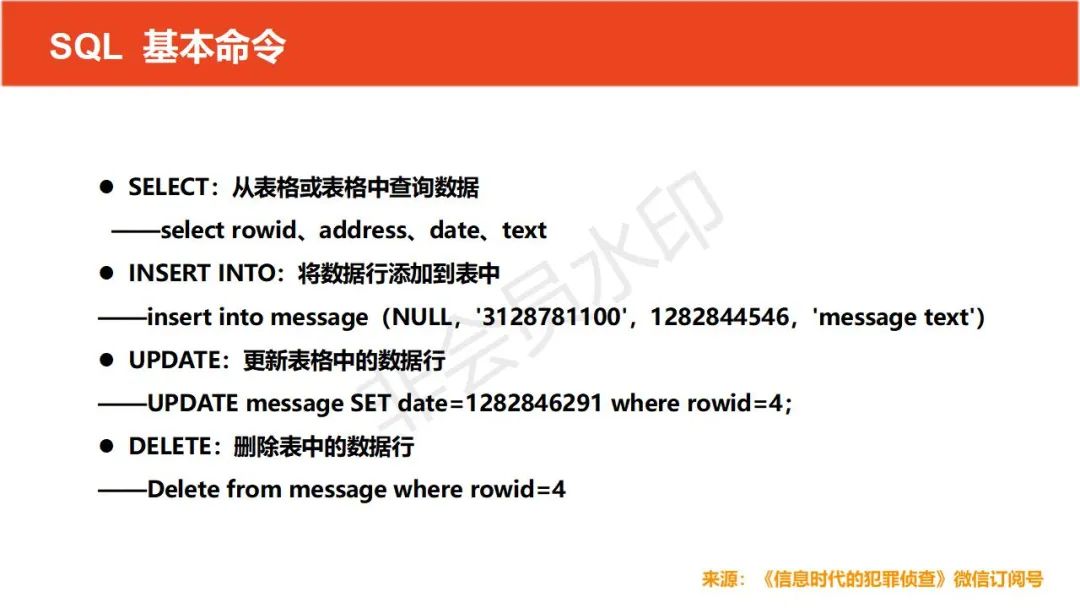 SQL 基本命令
● SELECT：从表格或表格中查询数据
——select rowid、address、date、text
● INSERT INTO：将数据行添加到表中
——insert into message（NULL，'3128781100'，1282844546，'message text'）
● UPDATE：更新表格中的数据行
——UPDATE message SET date=1282846291 where rowid=4；
● DELETE：删除表中的数据行
——Delete from message where rowid=4
非会员水印
来源：《信息时代的犯罪侦查》微信订阅号